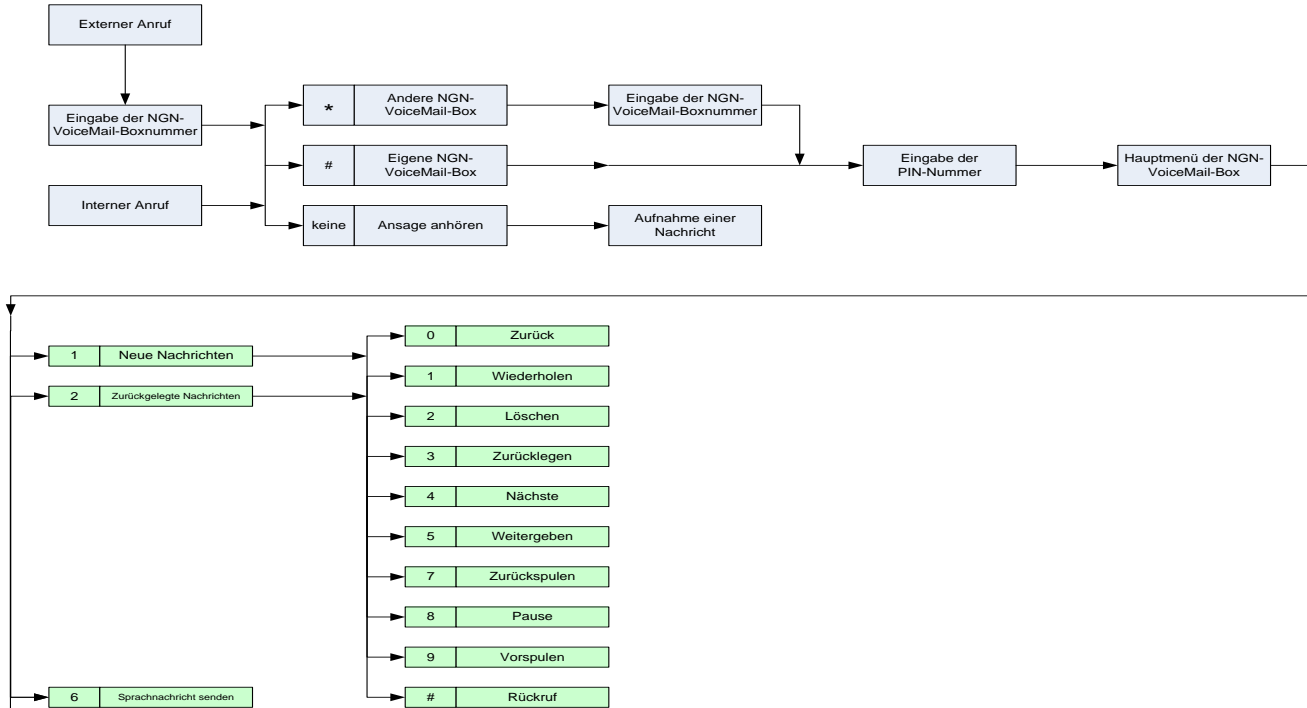 Externer Anruf
Eingabe der NGN-
VoiceMail-Boxnummer
Interner Anruf
*
Andere NGN-
VoiceMail-Box
Eingabe der NGN-
VoiceMail-Boxnummer
#
Eigene NGN-
VoiceMail-Box
Eingabe der
PIN-Nummer
Hauptmenü der NGN-
VoiceMail-Box
keine
Ansage anhören
Aufnahme einer
Nachricht
1 Neue Nachrichten
2 Zurückgelegte Nachrichten
6 Sprachnachricht senden
0 Zurück
1 Wiederholen
2 Löschen
3 Zurücklegen
4 Nächste
5 Weitergeben
7 Zurückspulen
8 Pause
9 Vorspulen
# Rückruf